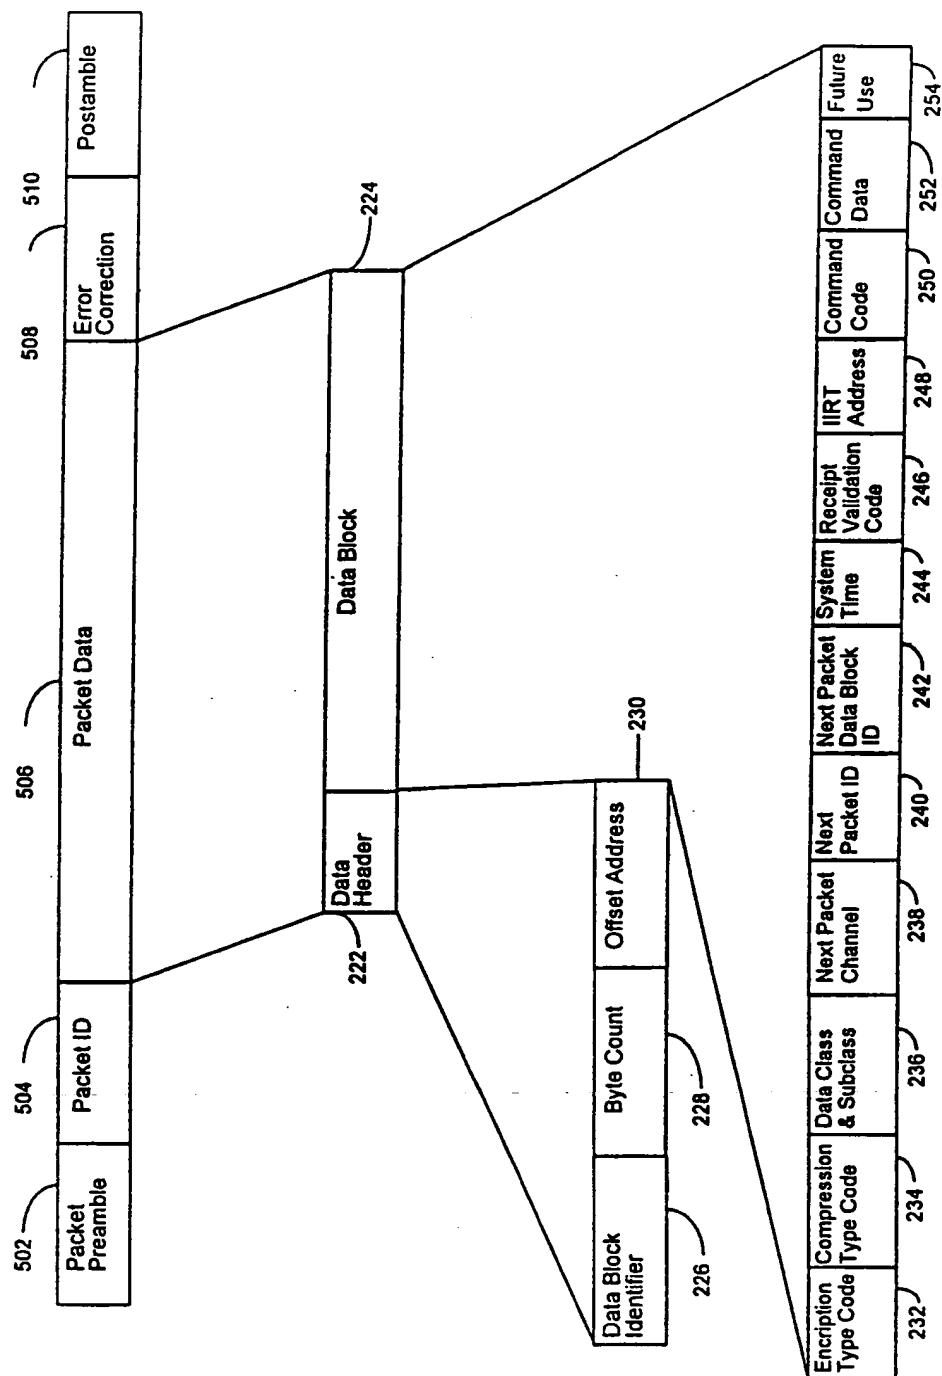 502
504
506
508
510
Packet
Preamble
Packet ID
Packet Data
Error
Correction
Postamble
222
Data
Header
Data Block
224
Data Block
Identifier
Byte Count
Offset Address
226
228
230
Encription
Type Code
Compression
Type Code
Data Class
& Subclass
Next Packet
Channel
Next
Packet ID
Next Packet
Data Block
ID
System
Time
Receipt
Validation
Code
IIRT
Address
Command
Code
Command
Data
Future
Use
232
234
236
238
240
242
244
246
248
250
252
254